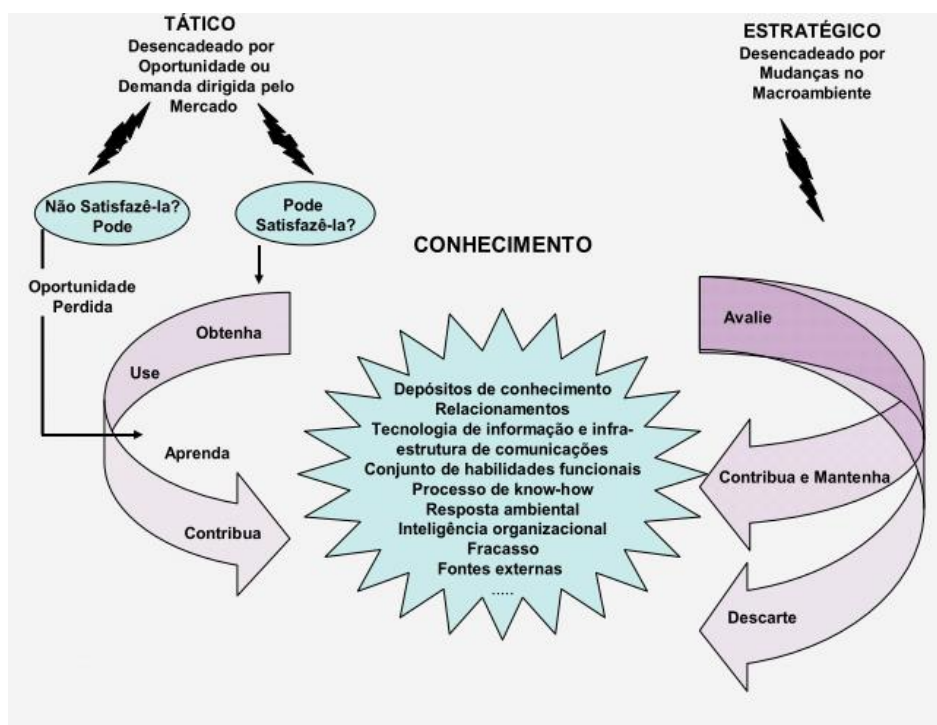 TÁTICO
Desencadeado por
Oportunidade ou
Demanda dirigida pelo
Mercado
ESTRATÉGICO
Desencadeado por
Mudanças no
Macroambiente
Não Satisfazê-la?
Pode
Pode
Satisfazê-la?
CONHECIMENTO
Oportunidade
Perdida
Obtenha
Use
Aprenda
Contribua
Depósitos de conhecimento
Relacionamentos
Tecnologia de informação e infra-
estrutura de comunicações
Conjunto de habilidades funcionais
Processo de know-how
Resposta ambiental
Inteligência organizacional
Fracasso
Fontes externas
.....
Avalie
Contribua e Mantenha
Descarte